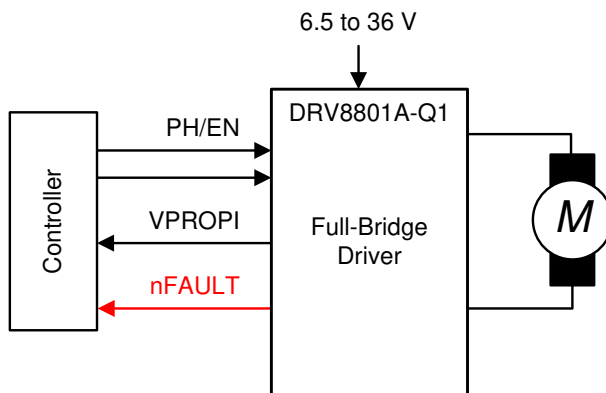 6.5 to 36 V
DRV8801A-Q1
PH/EN
Controller
VPROPI
Full-Bridge
Driver
M
nFAULT